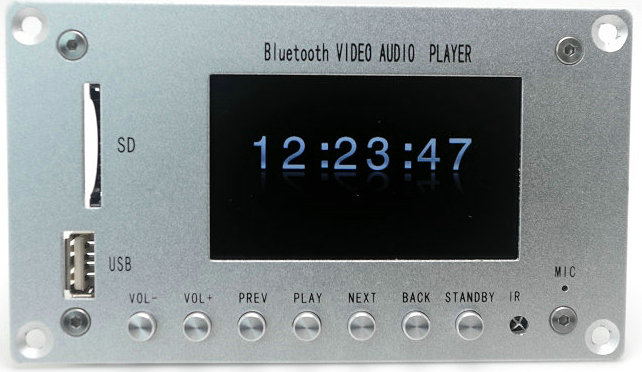 Bluetooth VIDEO AUDIO PLAYER
12:23:47
SD
USB
MIC
VOL- VOL+ PREV PLAY NEXT BACK STANDBY IR